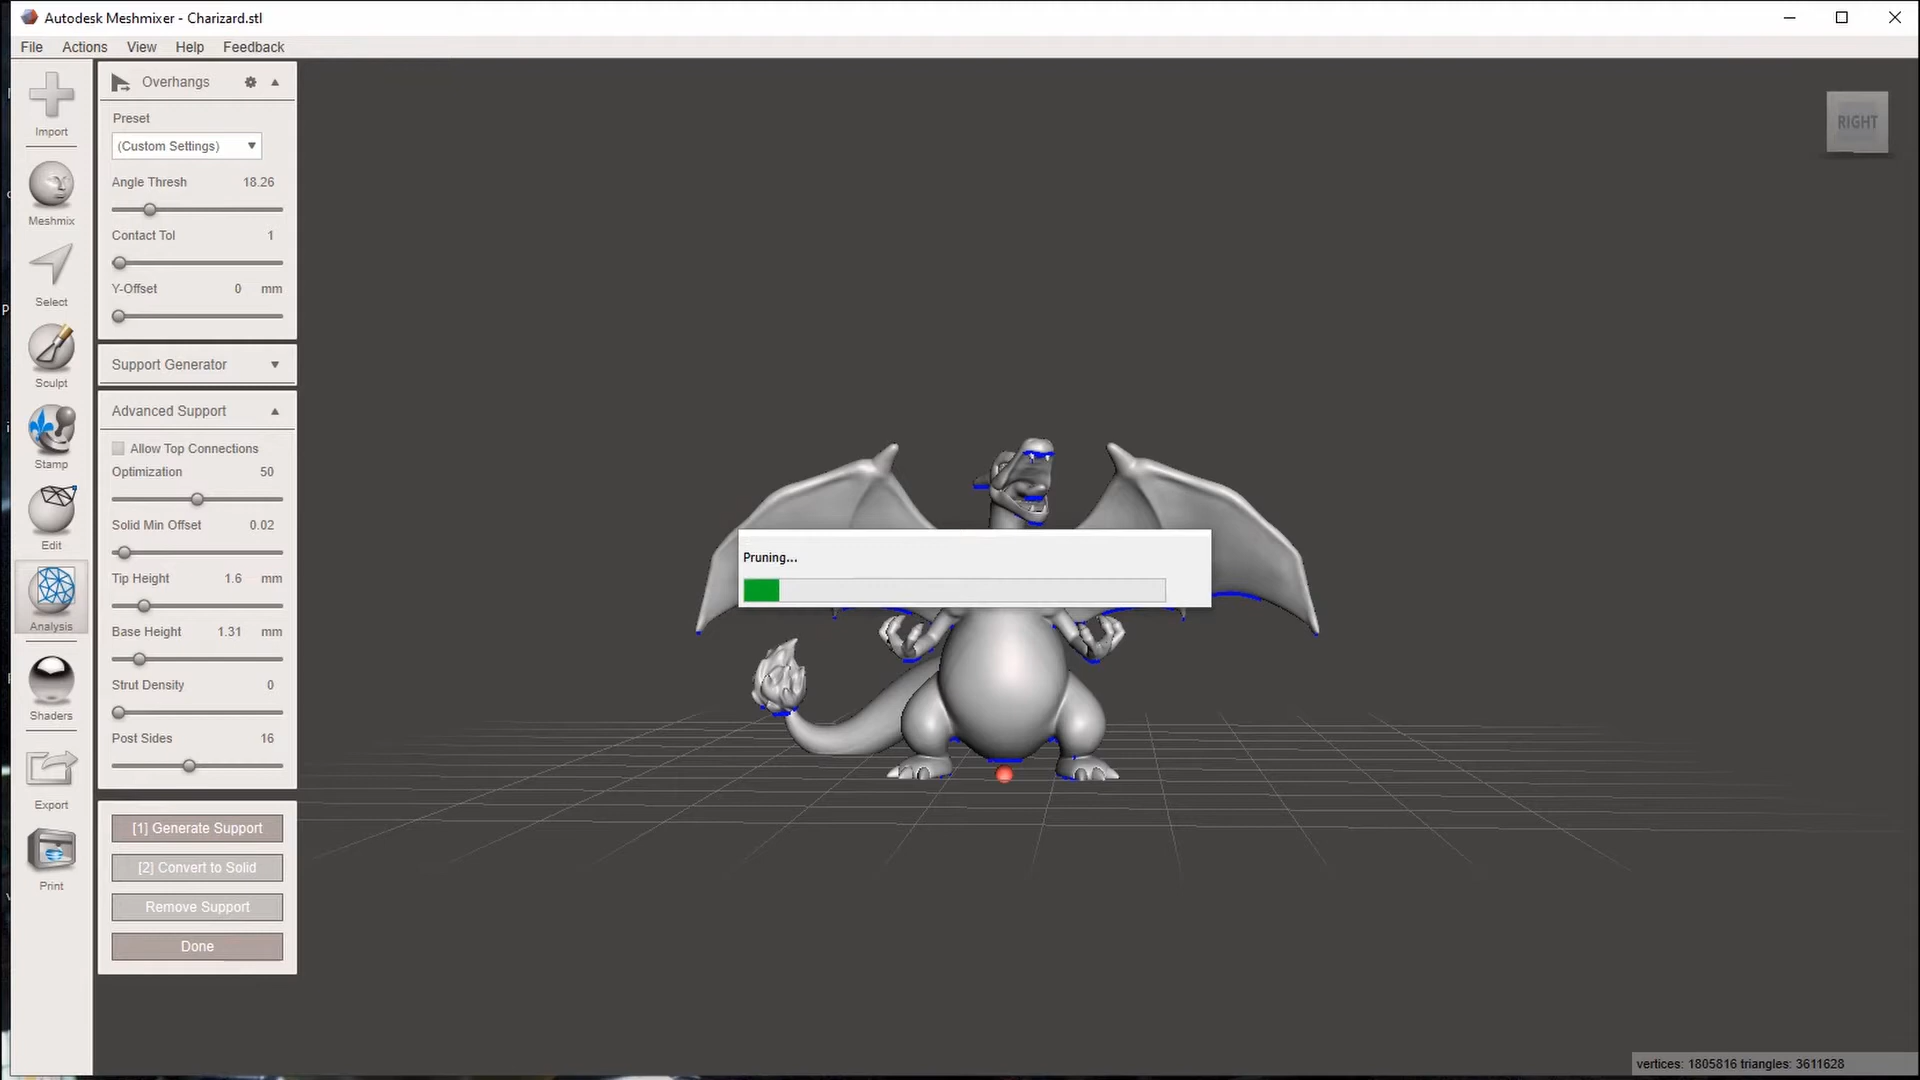 Autodesk Meshmixer - Charizard.stl
File Actions View Help Feedback
Import
Meshmix
Select
Sculpt
Stamp
Edit
Analysis
Shaders
Export
Print
Overhangs
Preset
(Custom Settings)
Angle Thresh 18.26
Contact Tol 1
Y-Offset 0 mm
Support Generator
Advanced Support
Allow Top Connections
Optimization 50
Solid Min Offset 0.02
Tip Height 1.6 mm
Base Height 1.31 mm
Strut Density 0
Post Sides 16
[1] Generate Support
[2] Convert to Solid
Remove Support
Done
Pruning...
RIGHT
vertices: 1805816 triangles: 3611628